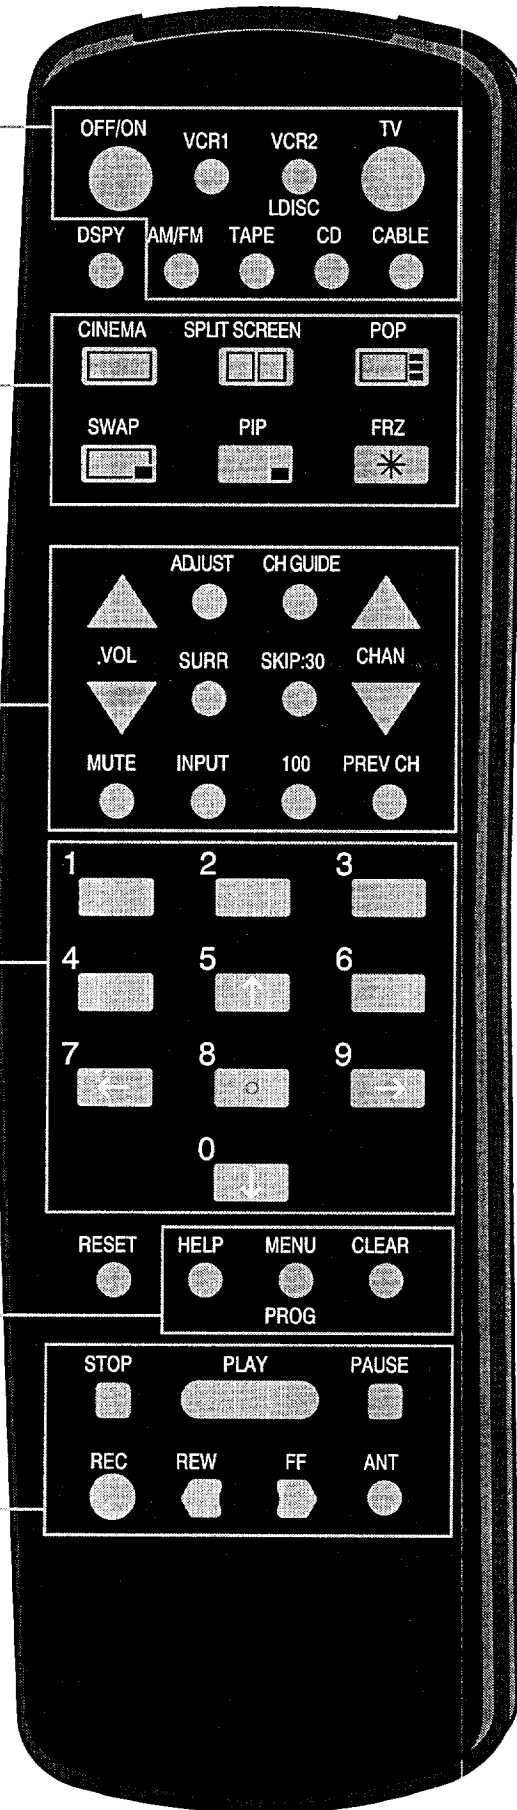 OFF/ON VCR1 VCR2 TV
LDISC
DSPY AM/FM TAPE CD CABLE
CINEMA SPLIT SCREEN POP
SWAP PIP FRZ
ADJUST CH GUIDE
VOL SURR SKIP:30 CHAN
MUTE INPUT 100 PREV CH
1 2 3
4 5 6
7 8 9
0
RESET HELP MENU CLEAR
PROG
STOP PLAY PAUSE
REC REW FF ANT